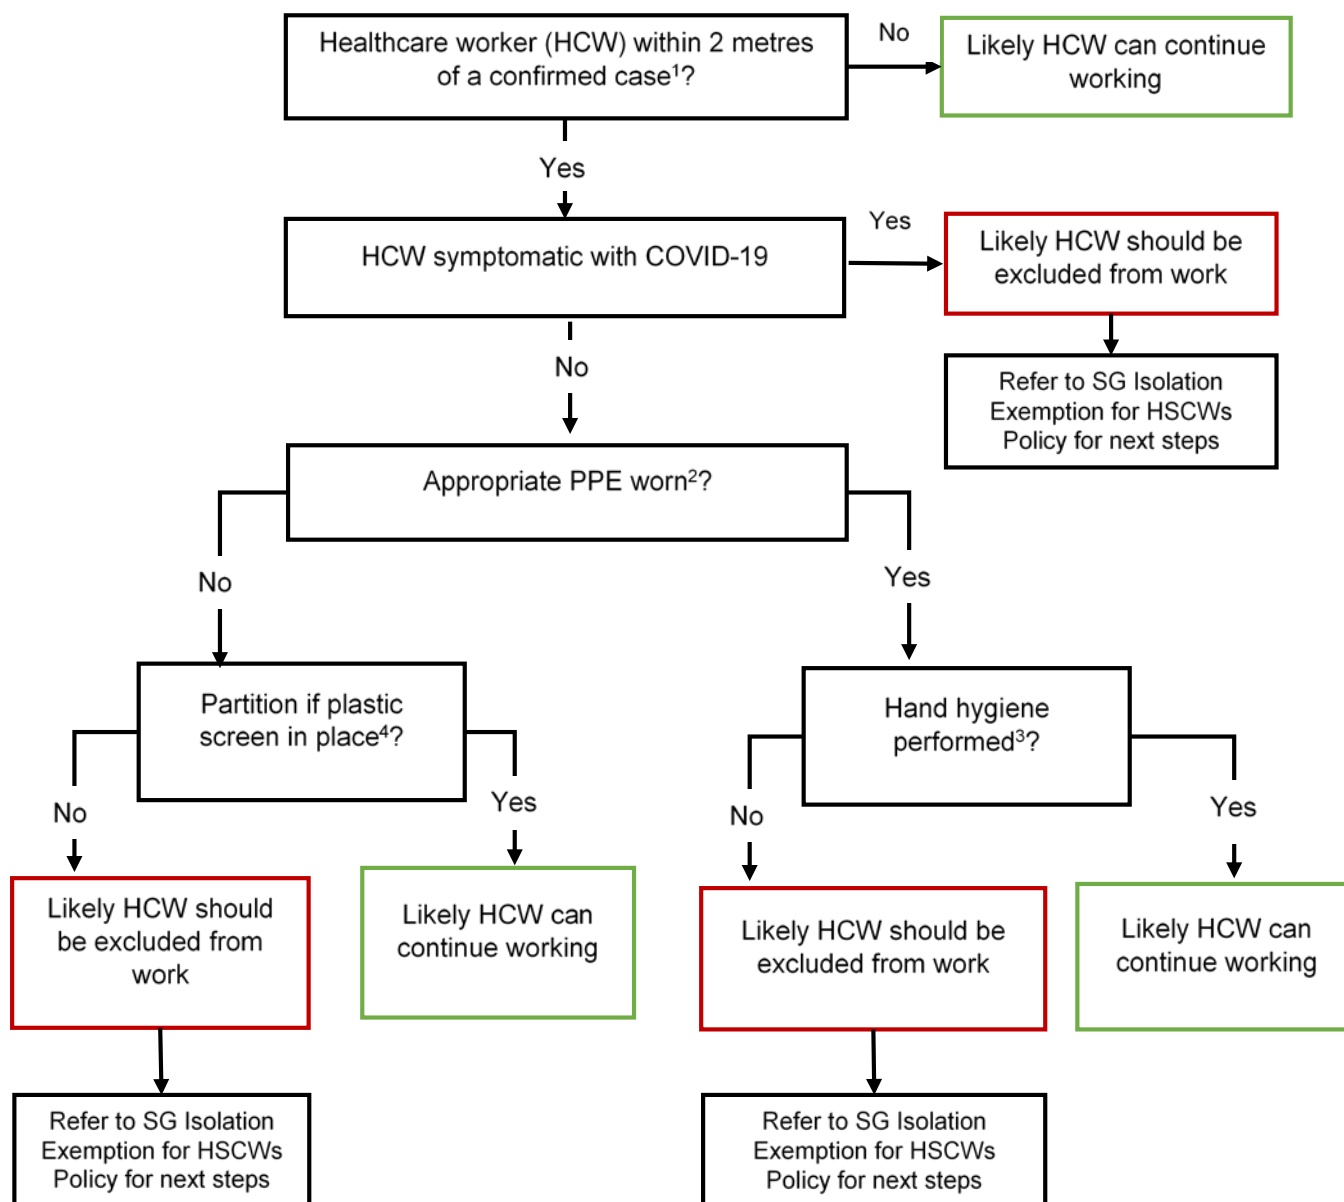 Healthcare worker (HCW) within 2 metres
of a confirmed case¹?
No
Likely HCW can continue
working
Yes
HCW symptomatic with COVID-19
Yes
Likely HCW should be
excluded from work
No
Refer to SG Isolation
Exemption for HSCWs
Policy for next steps
Appropriate PPE worn²?
No
Yes
Partition if plastic
screen in place⁴?
Hand hygiene
performed³?
No
Yes
No
Yes
Likely HCW should
be excluded from
work
Likely HCW can
continue working
Likely HCW should be
excluded from work
Likely HCW can
continue working
Refer to SG Isolation
Exemption for HSCWs
Policy for next steps
Refer to SG Isolation
Exemption for HSCWs
Policy for next steps